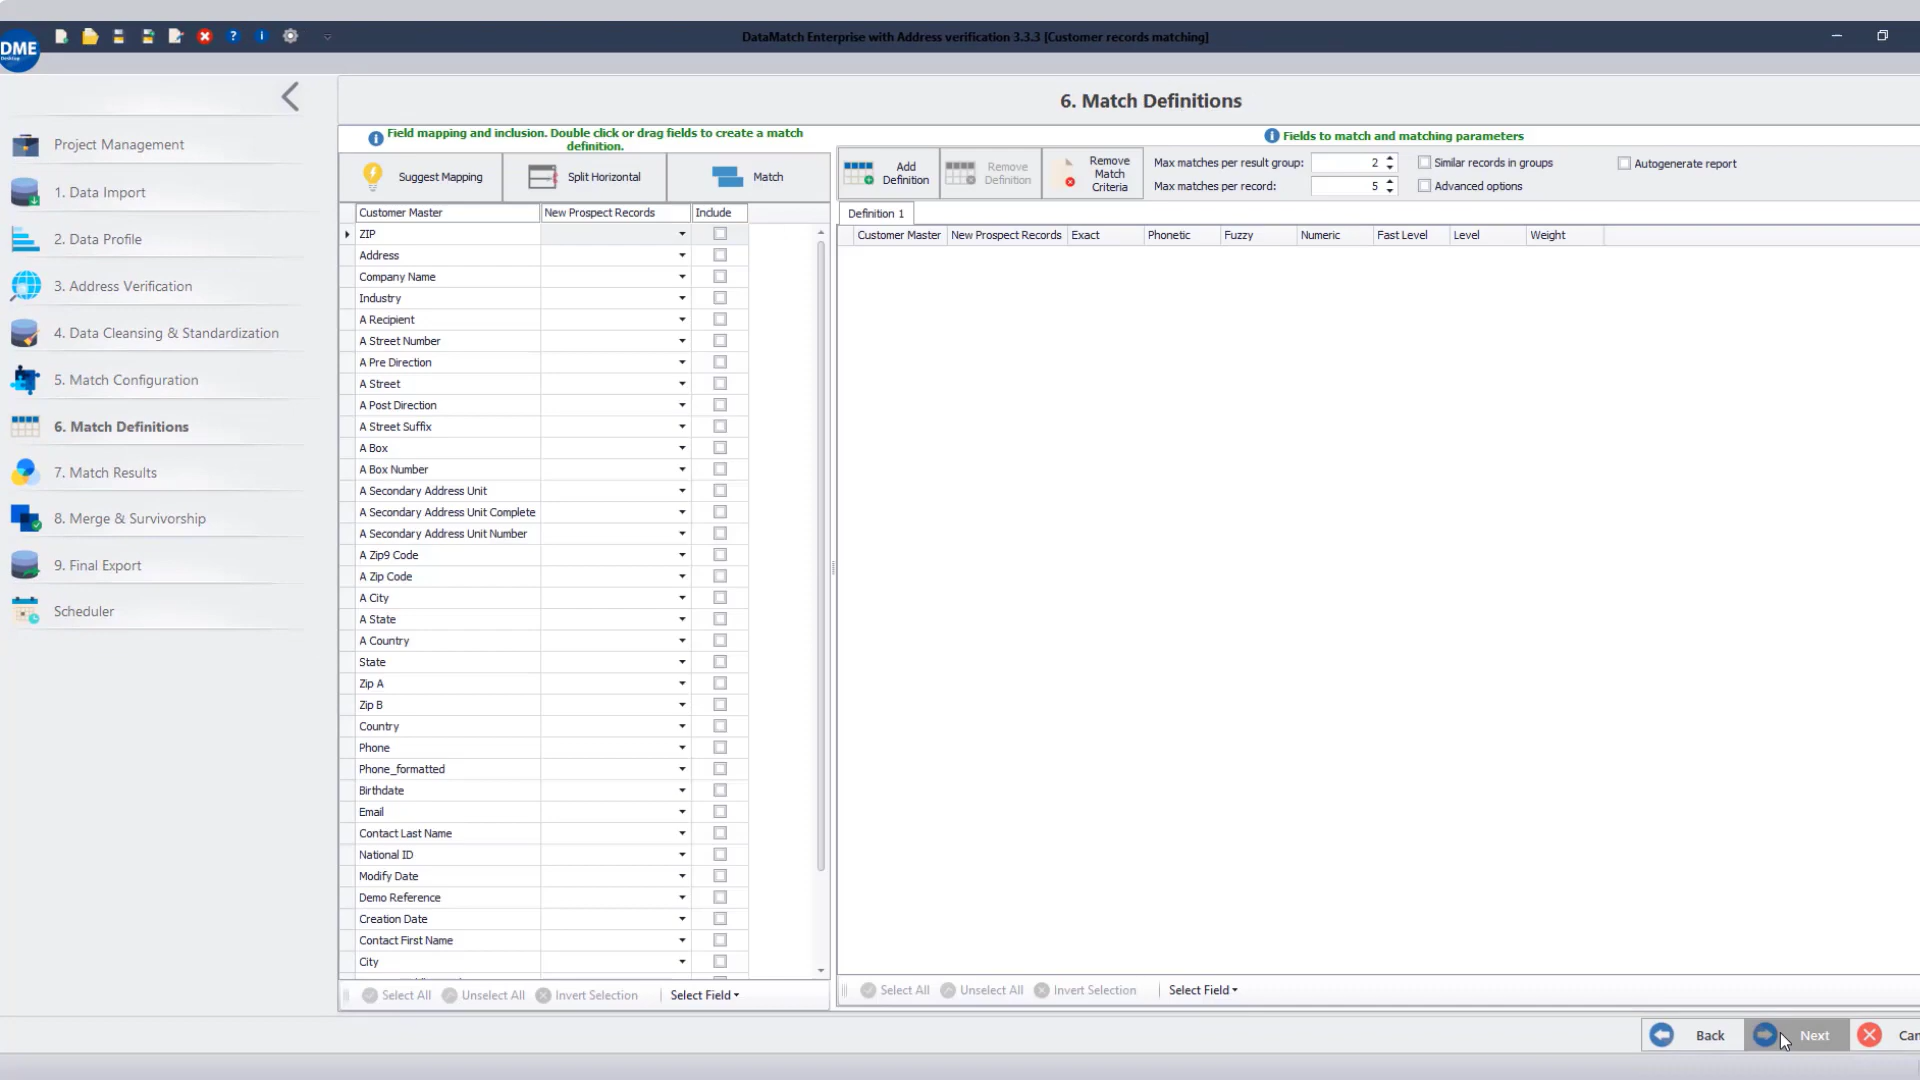 DataMatch Enterprise with Address verification 3.3.3 [Customer records matching]
DME
Desktop
Project Management
1. Data Import
2. Data Profile
3. Address Verification
4. Data Cleansing & Standardization
5. Match Configuration
6. Match Definitions
7. Match Results
8. Merge & Survivorship
9. Final Export
Scheduler
6. Match Definitions
Field mapping and inclusion. Double click or drag fields to create a match
definition.
Suggest Mapping
Split Horizontal
Match
Customer Master New Prospect Records Include
ZIP
Address
Company Name
Industry
A Recipient
A Street Number
A Pre Direction
A Street
A Post Direction
A Street Suffix
A Box
A Box Number
A Secondary Address Unit
A Secondary Address Unit Complete
A Secondary Address Unit Number
A Zip9 Code
A Zip Code
A City
A State
A Country
State
Zip A
Zip B
Country
Phone
Phone_formatted
Birthdate
Email
Contact Last Name
National ID
Modify Date
Demo Reference
Creation Date
Contact First Name
City
Select All Unselect All Invert Selection Select Field
Fields to match and matching parameters
Add
Definition
Remove
Definition
Remove
Match
Criteria
Max matches per result group: 2
Max matches per record: 5
Similar records in groups
Advanced options
Autogenerate report
Definition 1
Customer Master New Prospect Records Exact Phonetic Fuzzy Numeric Fast Level Level Weight
Select All Unselect All Invert Selection Select Field
Back Next Can